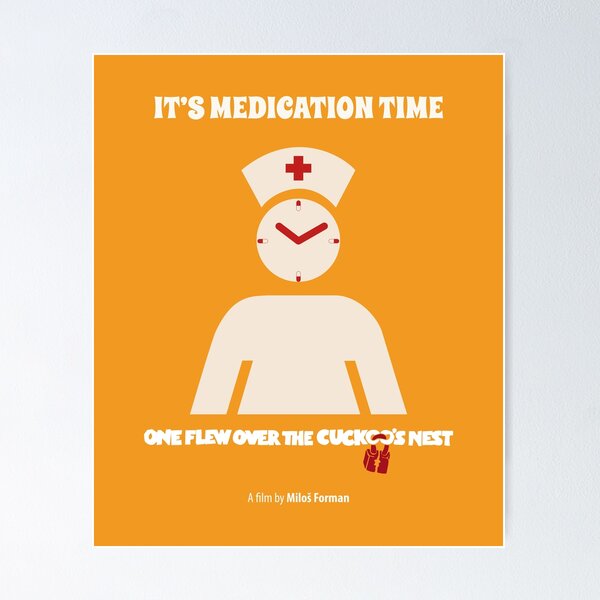 IT'S MEDICATION TIME
ONE FLEW OVER THE CUCKOO'S NEST
A film by Miloš Forman